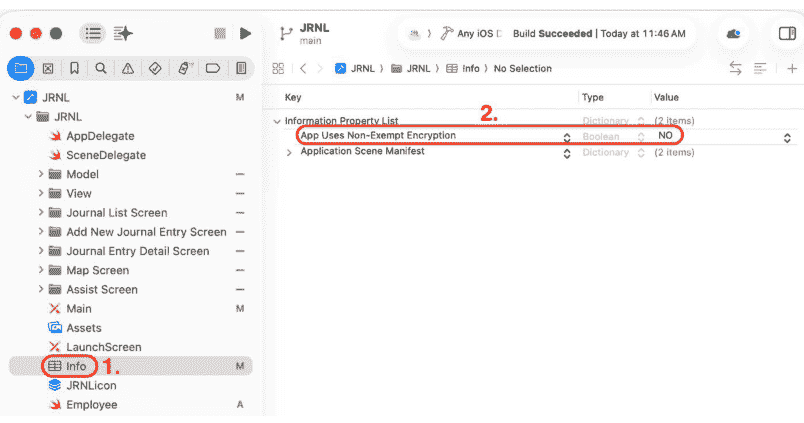 JRNL
main
Any iOS D Build Succeeded | Today at 11:46 AM
JRNL JRNL Info No Selection
JRNL M
JRNL
AppDelegate
SceneDelegate
Model
View
Journal List Screen
Add New Journal Entry Screen
Journal Entry Detail Screen
Map Screen
Assist Screen
Main M
Assets
LaunchScreen
Info 1. M
JRNLicon
Employee A
Key Type Value
2.
Information Property List Dictionary (2 items)
App Uses Non-Exempt Encryption Boolean NO
Application Scene Manifest Dictionary (2 items)